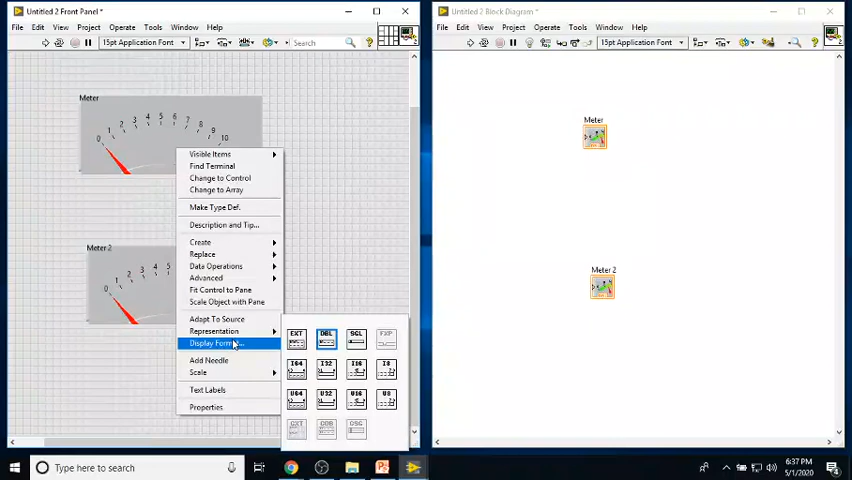 Untitled 2 Front Panel *
File Edit View Project Operate Tools Window Help
15pt Application Font
Search
Meter
0 1 2 3 4 5 6 7 8 9 10
Meter 2
0 1 2 3 4 5
Visible Items
Find Terminal
Change to Control
Change to Array
Make Type Def.
Description and Tip...
Create
Replace
Data Operations
Advanced
Fit Control to Pane
Scale Object with Pane
Adapt To Source
Representation
Display Form
Add Needle
Scale
Text Labels
Properties
EXT DBL SGL FXP
I64 I32 I16 I8
U64 U32 U16 U8
CXT CDB CSG
Untitled 2 Block Diagram *
File Edit View Project Operate Tools Window Help
15pt Application Font
Meter
Meter 2
Type here to search
6:37 PM
5/1/2020
4